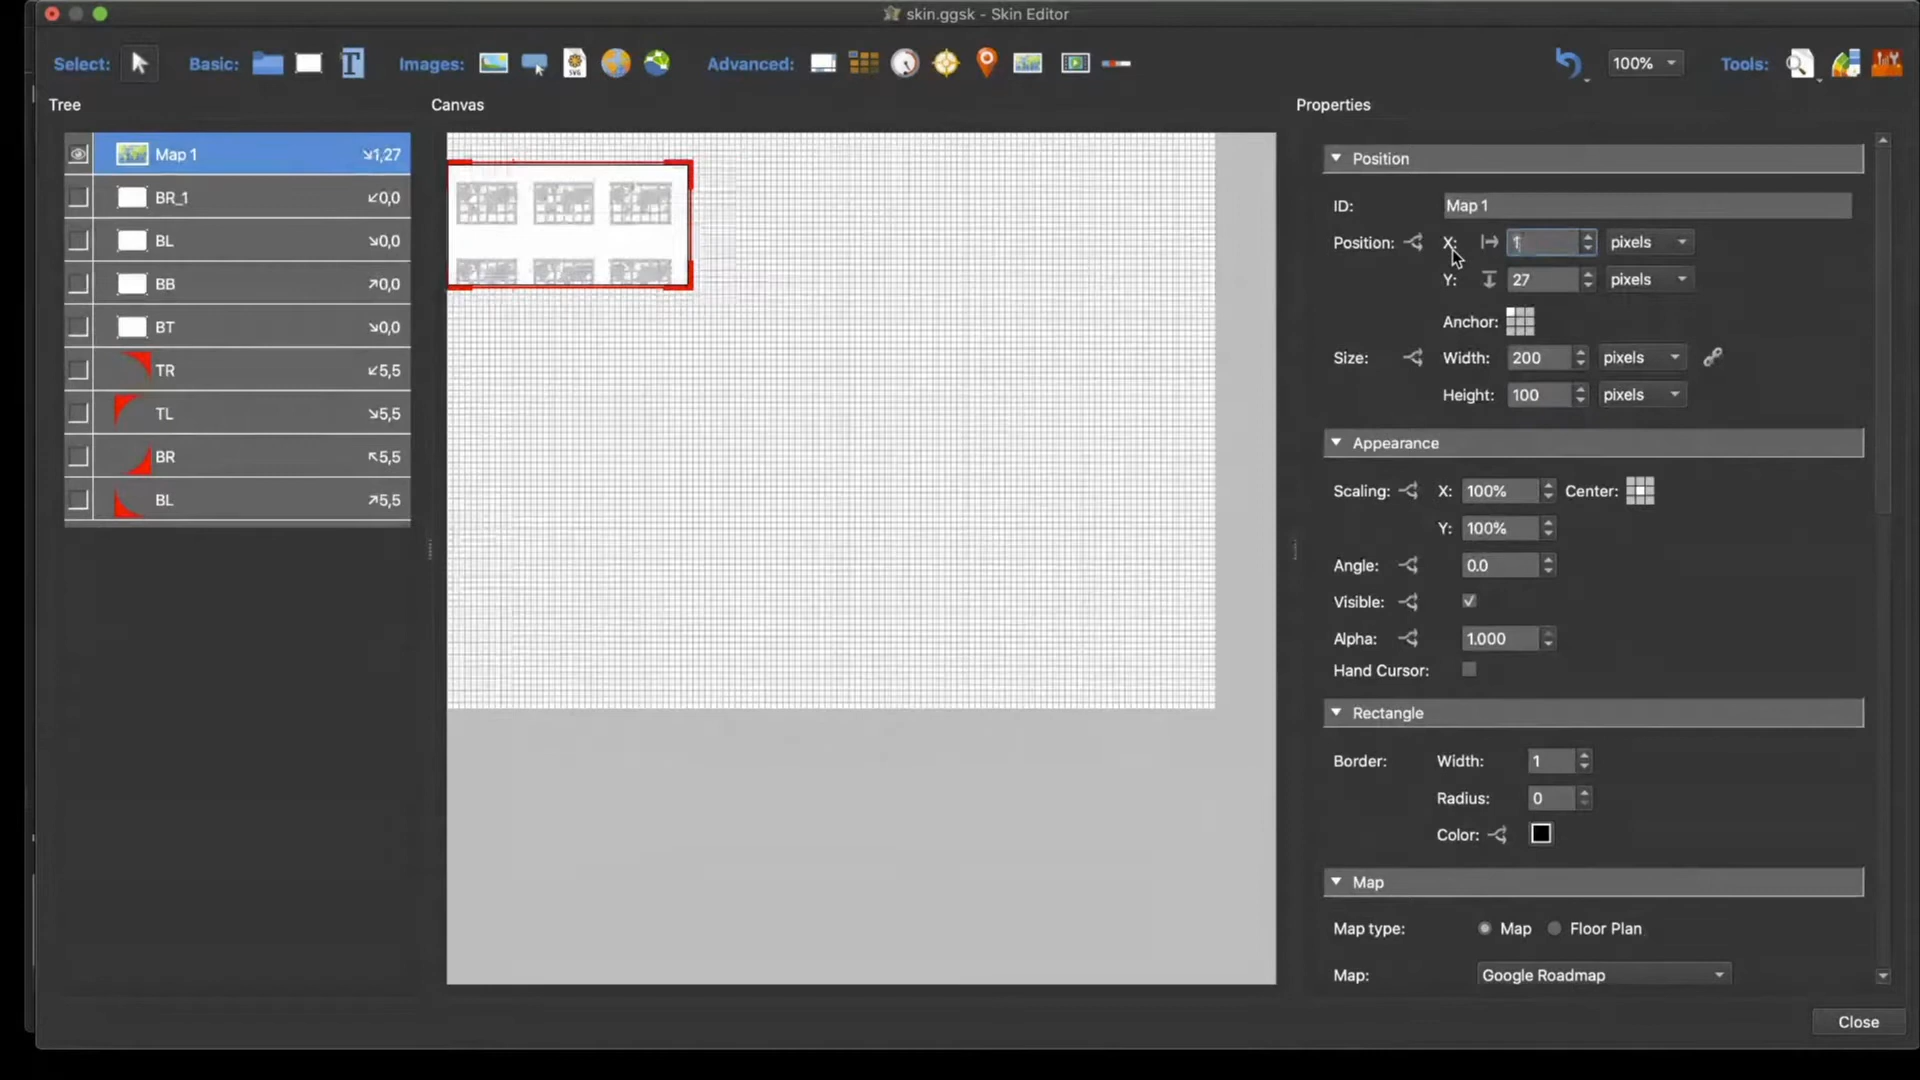 skin.ggsk - Skin Editor
Select: Basic: T Images: SVG Advanced: 100% Tools:
Tree Canvas Properties
Map 1 ↘1,27
BR_1 ↙0,0
BL ↘0,0
BB ↗0,0
BT ↘0,0
TR ↙5,5
TL ↘5,5
BR ↖5,5
BL ↗5,5
Position
ID: Map 1
Position: X: 1 pixels
Y: 27 pixels
Anchor:
Size: Width: 200 pixels
Height: 100 pixels
Appearance
Scaling: X: 100% Center:
Y: 100%
Angle: 0.0
Visible:
Alpha: 1.000
Hand Cursor:
Rectangle
Border: Width: 1
Radius: 0
Color:
Map
Map type: Map Floor Plan
Map: Google Roadmap
Close